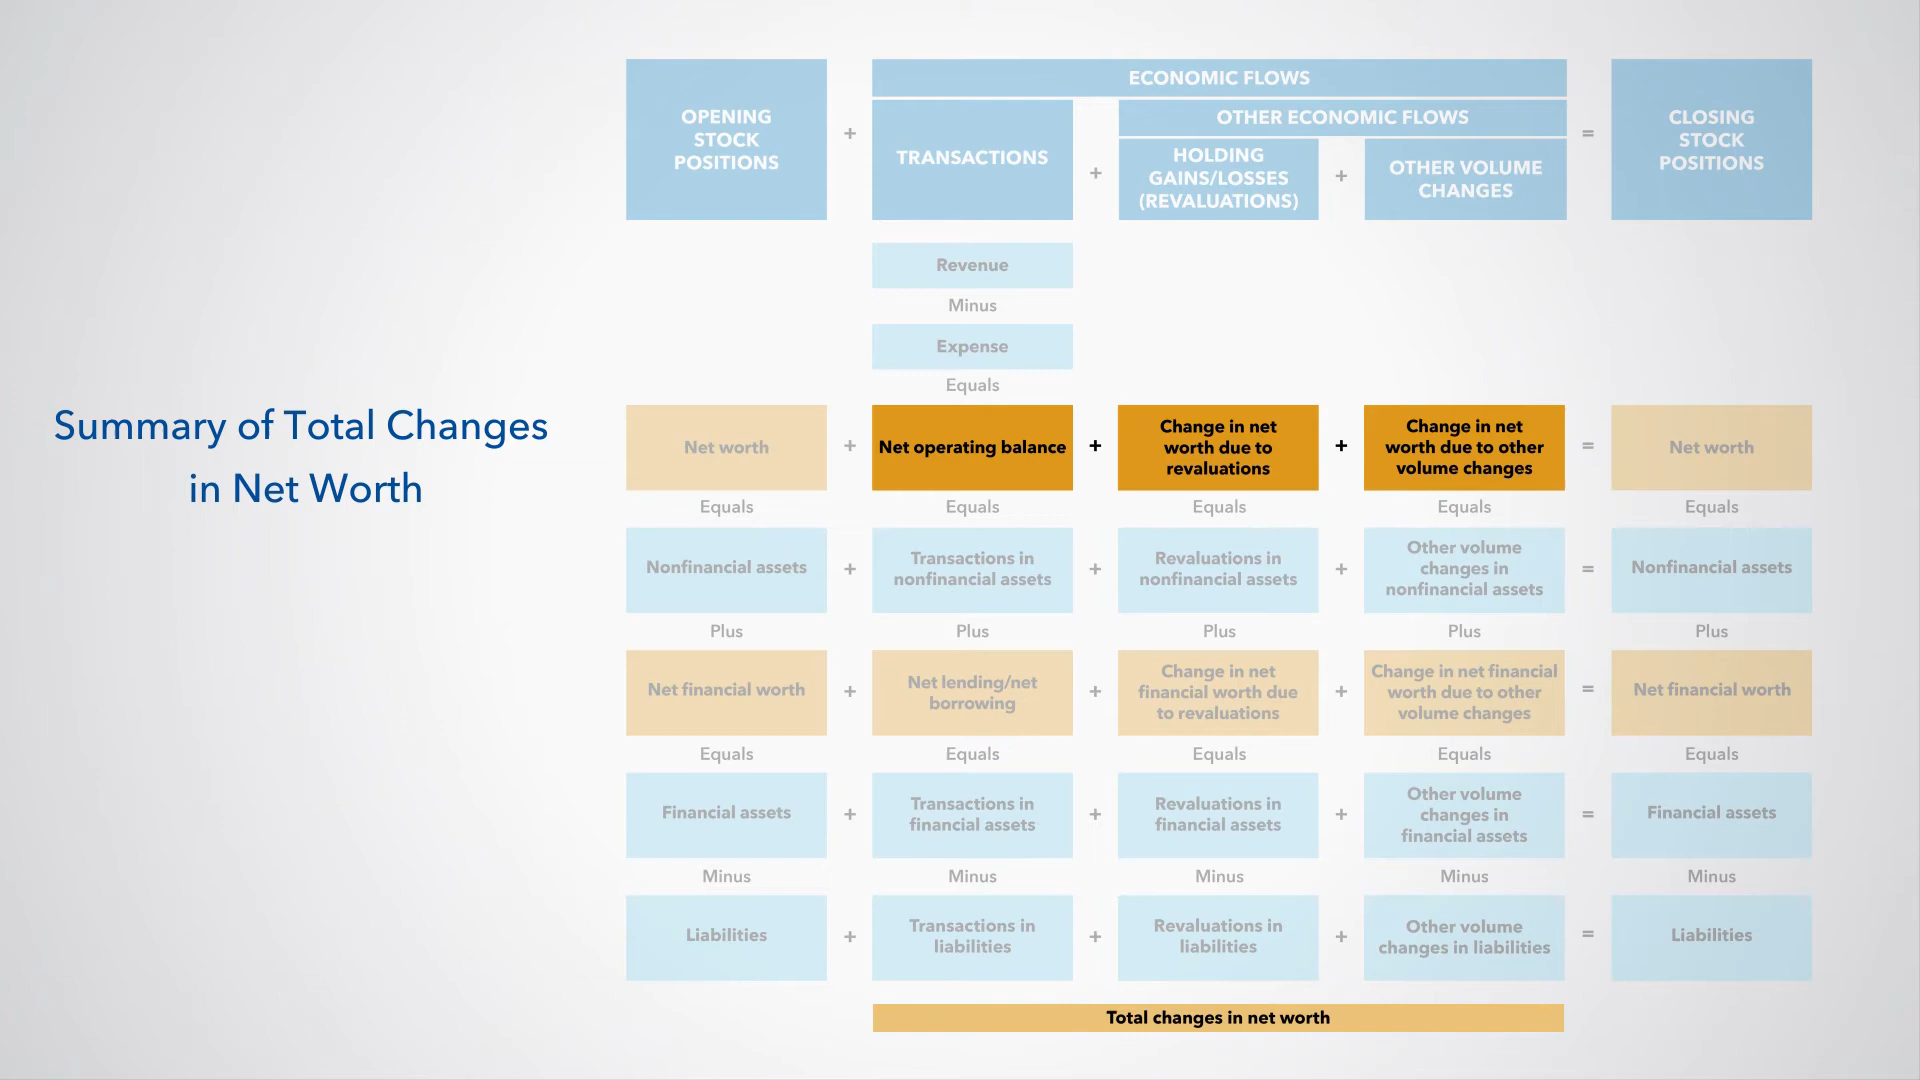 Summary of Total Changes
in Net Worth
ECONOMIC FLOWS
OPENING
STOCK
POSITIONS
+
TRANSACTIONS
+
OTHER ECONOMIC FLOWS
HOLDING
GAINS/LOSSES
(REVALUATIONS)
+
OTHER VOLUME
CHANGES
=
CLOSING
STOCK
POSITIONS
Revenue
Minus
Expense
Equals
Net worth
+
Net operating balance
+
Change in net
worth due to
revaluations
+
Change in net
worth due to other
volume changes
=
Net worth
Equals
Equals
Equals
Equals
Equals
Nonfinancial assets
+
Transactions in
nonfinancial assets
+
Revaluations in
nonfinancial assets
+
Other volume
changes in
nonfinancial assets
=
Nonfinancial assets
Plus
Plus
Plus
Plus
Plus
Net financial worth
+
Net lending/net
borrowing
+
Change in net
financial worth due
to revaluations
+
Change in net financial
worth due to other
volume changes
=
Net financial worth
Equals
Equals
Equals
Equals
Equals
Financial assets
+
Transactions in
financial assets
+
Revaluations in
financial assets
+
Other volume
changes in
financial assets
=
Financial assets
Minus
Minus
Minus
Minus
Minus
Liabilities
+
Transactions in
liabilities
+
Revaluations in
liabilities
+
Other volume
changes in liabilities
=
Liabilities
Total changes in net worth